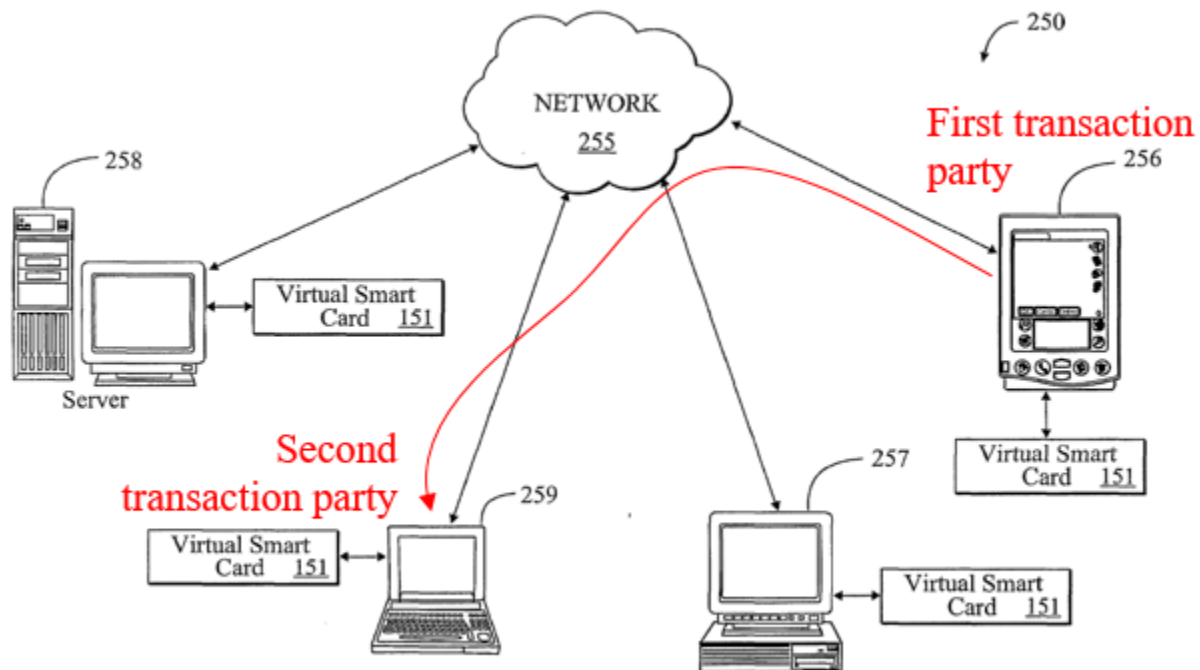 250
NETWORK
255
First transaction
party
256
258
Virtual Smart
Card 151
Server
Second
transaction party
257
Virtual Smart
Card 151
259
Virtual Smart
Card 151
Virtual Smart
Card 151